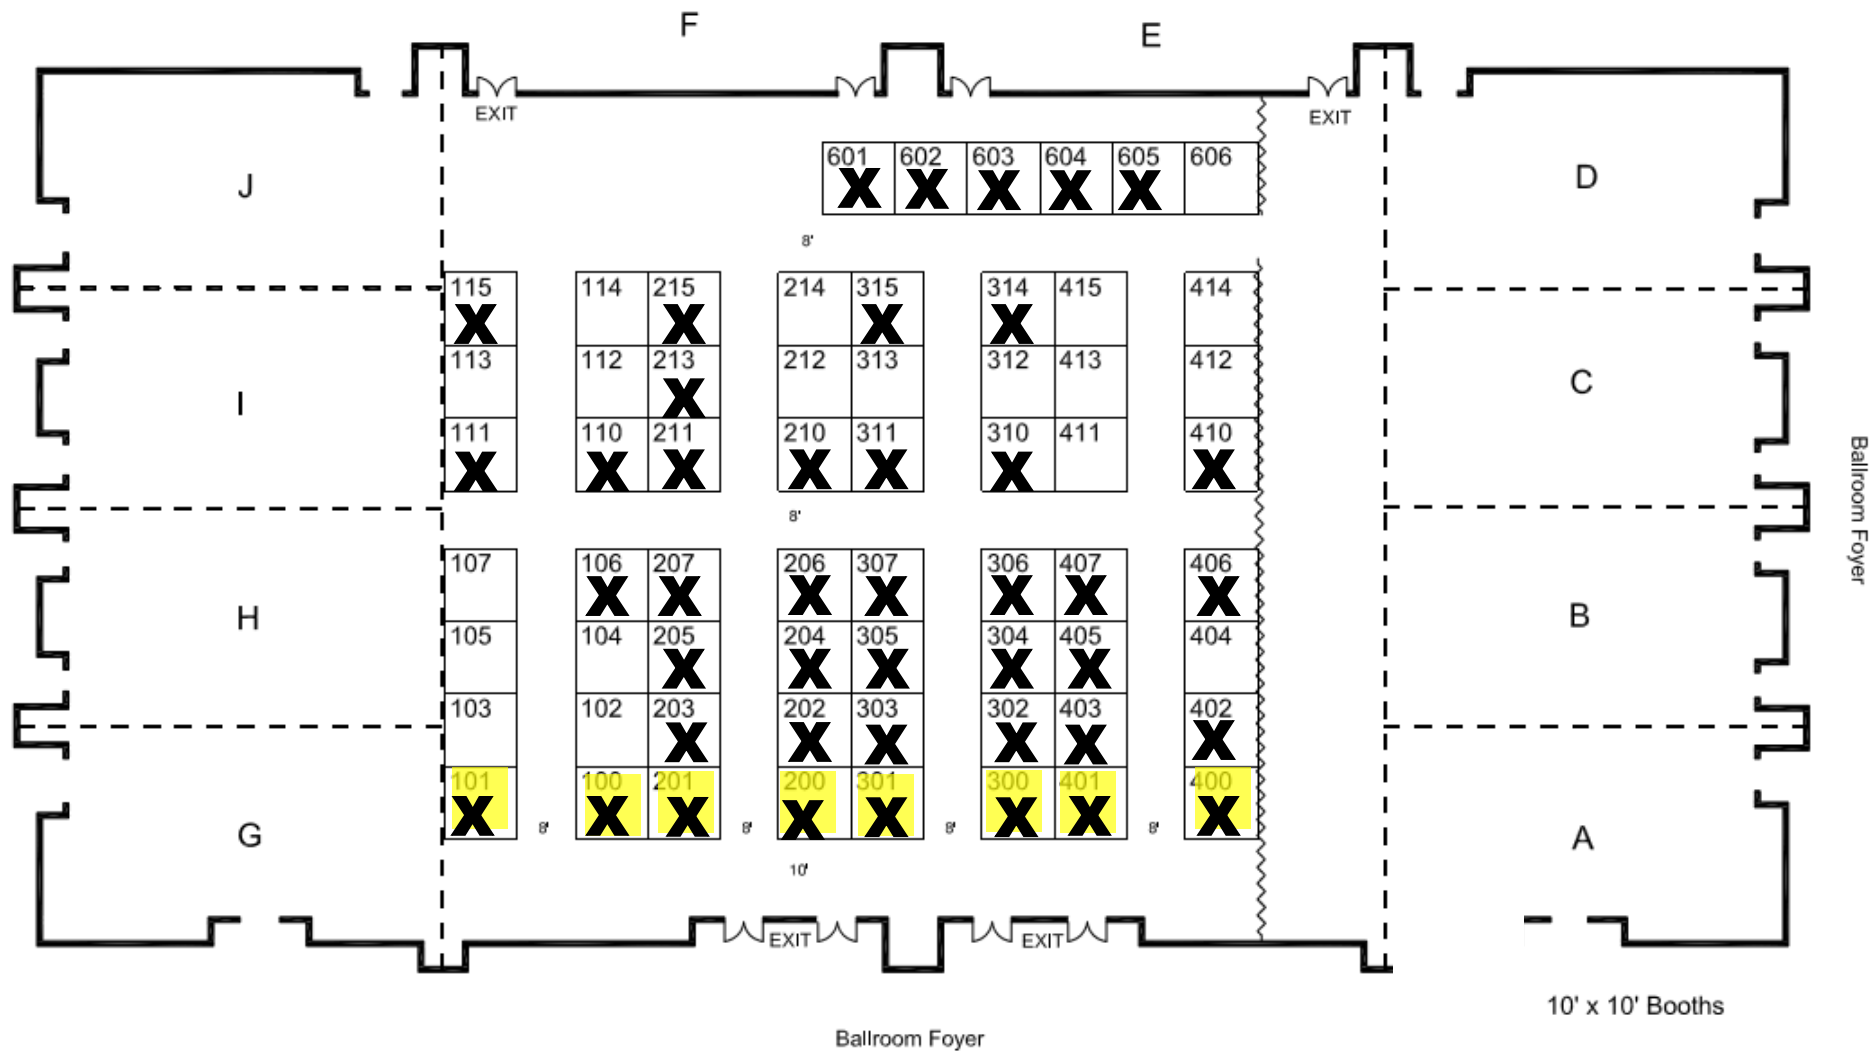 F
E
EXIT
EXIT
601 602 603 604 605 606
X X X X X
J
D
8'
115 114 215 214 315 314 415 414
X X X X
113 112 213 212 313 312 413 412
X
I
C
111 110 211 210 311 310 411 410
X X X X X X X
Ballroom Foyer
8'
107 106 207 206 307 306 407 406
X X X X X X X
H
B
105 104 205 204 305 304 405 404
X X X X X
103 102 203 202 303 302 403 402
X X X X X X
101 100 201 200 301 300 401 400
X X X X X X X X
8' 8' 8' 8'
G
A
10'
EXIT
EXIT
10' x 10' Booths
Ballroom Foyer